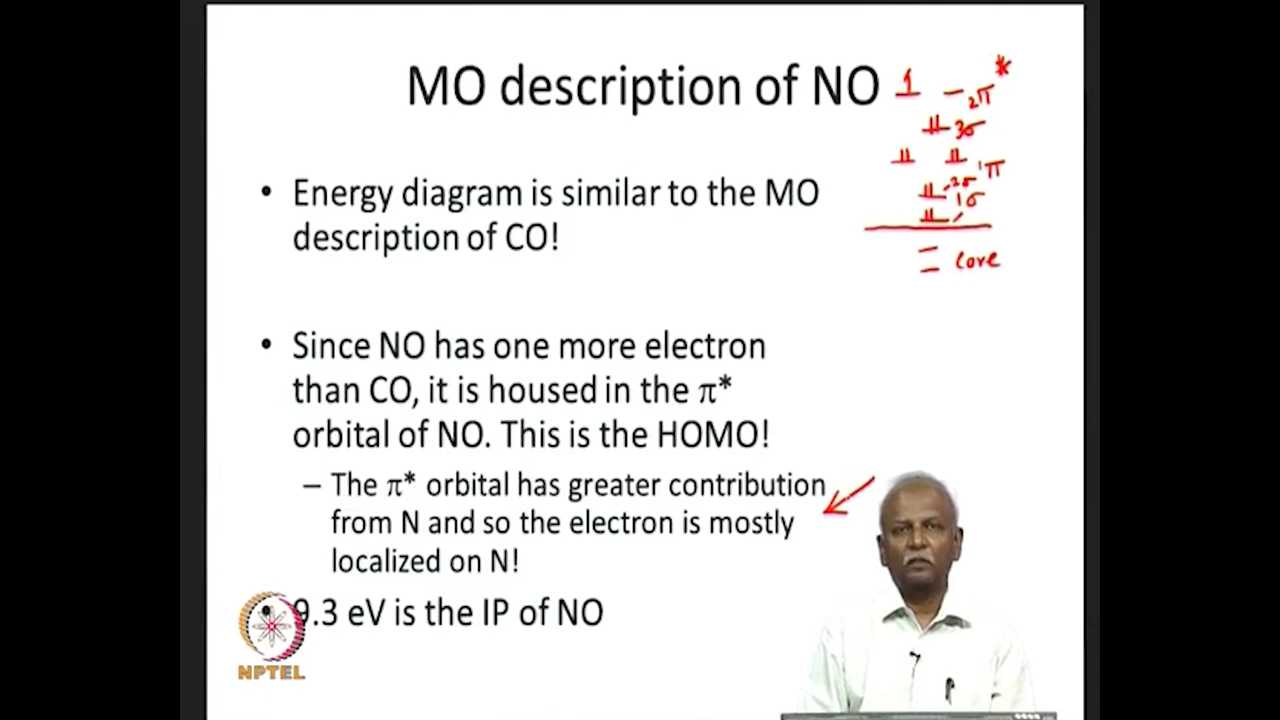 MO description of NO
1 2π*
3σ
1π
2σ
1σ
core
• Energy diagram is similar to the MO
description of CO!
• Since NO has one more electron
than CO, it is housed in the π*
orbital of NO. This is the HOMO!
– The π* orbital has greater contribution
from N and so the electron is mostly
localized on N!
9.3 eV is the IP of NO
NPTEL